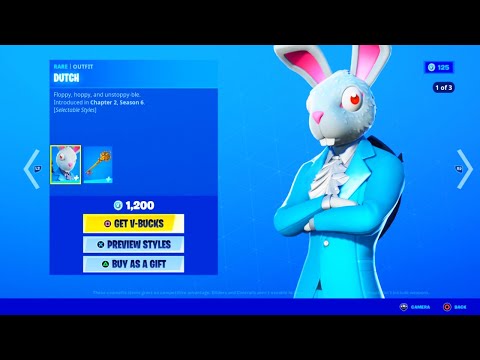 RARE | OUTFIT
DUTCH
Floppy, hoppy, and unstoppy-ble.
Introduced in Chapter 2, Season 6.
[Selectable Styles]
125
1 of 3
1,200
GET V-BUCKS
PREVIEW STYLES
BUY AS A GIFT
CAMERA
BACK